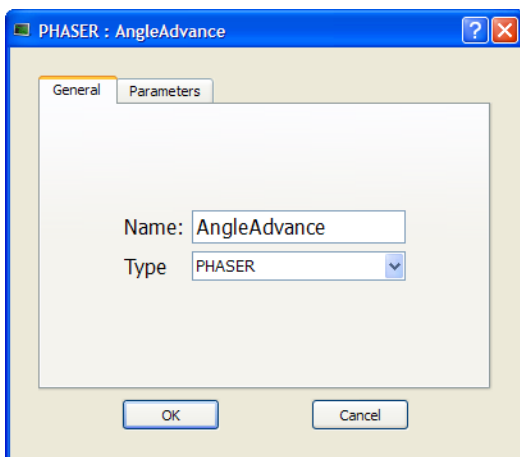 PHASER : AngleAdvance
General Parameters
Name: AngleAdvance
Type PHASER
OK Cancel